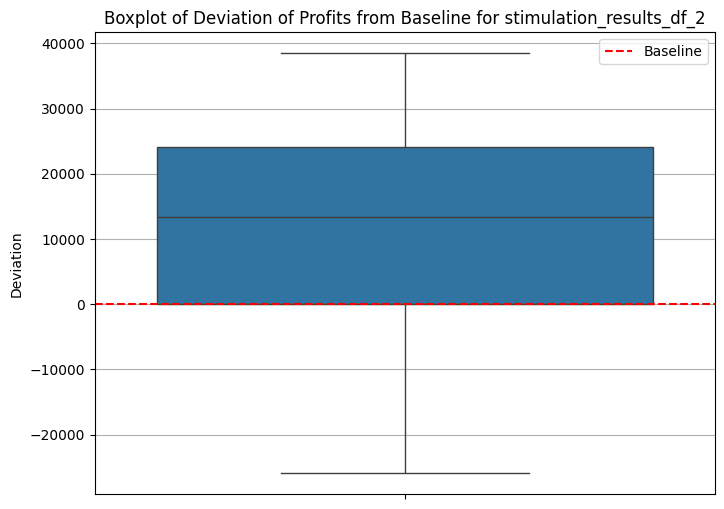 Boxplot of Deviation of Profits from Baseline for stimulation_results_df_2
Baseline
Deviation
40000
30000
20000
10000
0
−10000
−20000